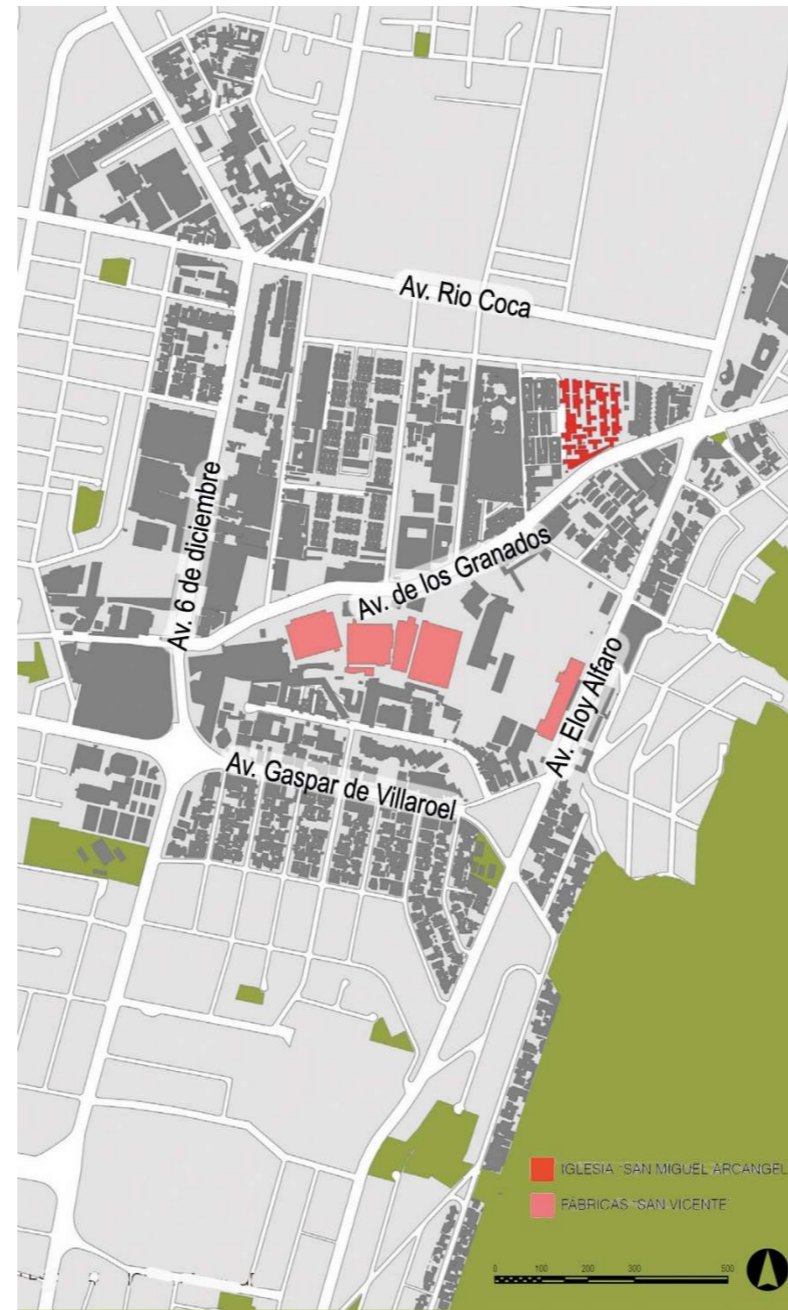 Av. Rio Coca
Av. 6 de diciembre
Av. de los Granados
Av. Eloy Alfaro
Av. Gaspar de Villaroel
IGLESIA "SAN MIGUEL ARCANGEL
FÁBRICAS "SAN VICENTE"
0 100 200 300 500